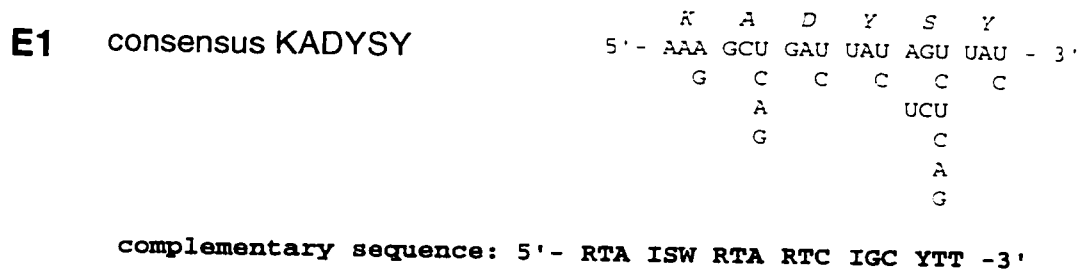 K A D Y S Y
E1 consensus KADYSY 5'- AAA GCU GAU UAU AGU UAU - 3'
G C C C C C
A UCU
G C
A
G
complementary sequence: 5'- RTA ISW RTA RTC IGC YTT -3'